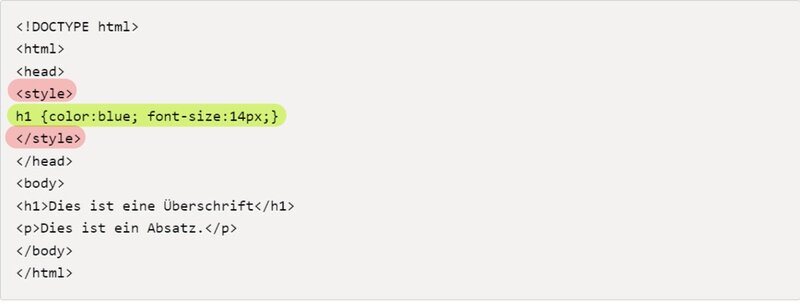 <!DOCTYPE html>
<html>
<head>
<style>
h1 {color:blue; font-size:14px;}
</style>
</head>
<body>
<h1>Dies ist eine Überschrift</h1>
<p>Dies ist ein Absatz.</p>
</body>
</html>